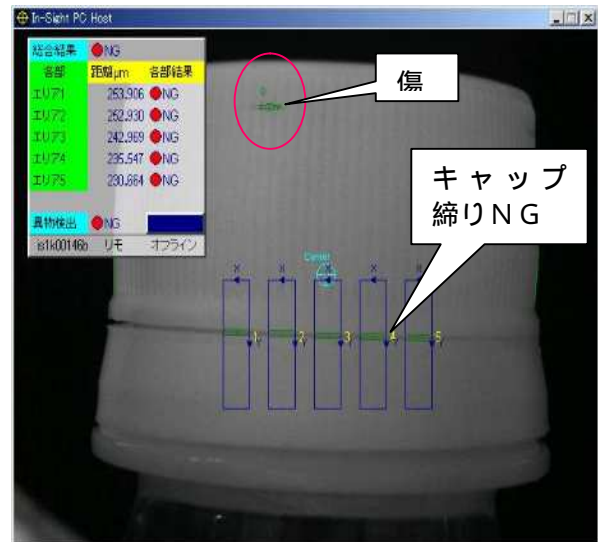 In-Sight PC Host
総合結果 NG
各部 距離μm 各部結果
エリア1 253.906 NG
エリア2 252.930 NG
エリア3 242.969 NG
エリア4 235.547 NG
エリア5 230.664 NG
異物検出 NG
is1k00146b リモ オフライン
傷
キャップ
締りNG
0
Center
X X X X
1 2 3 4 5